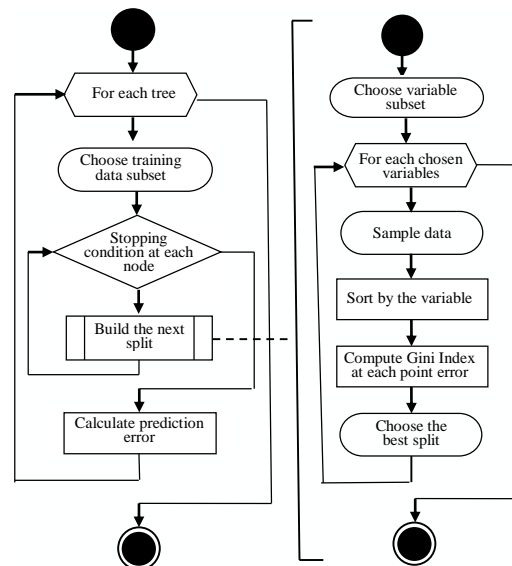 For each tree
Choose training
data subset
Stopping
condition at each
node
Build the next
split
Calculate prediction
error
Choose variable
subset
For each chosen
variables
Sample data
Sort by the variable
Compute Gini Index
at each point error
Choose the
best split